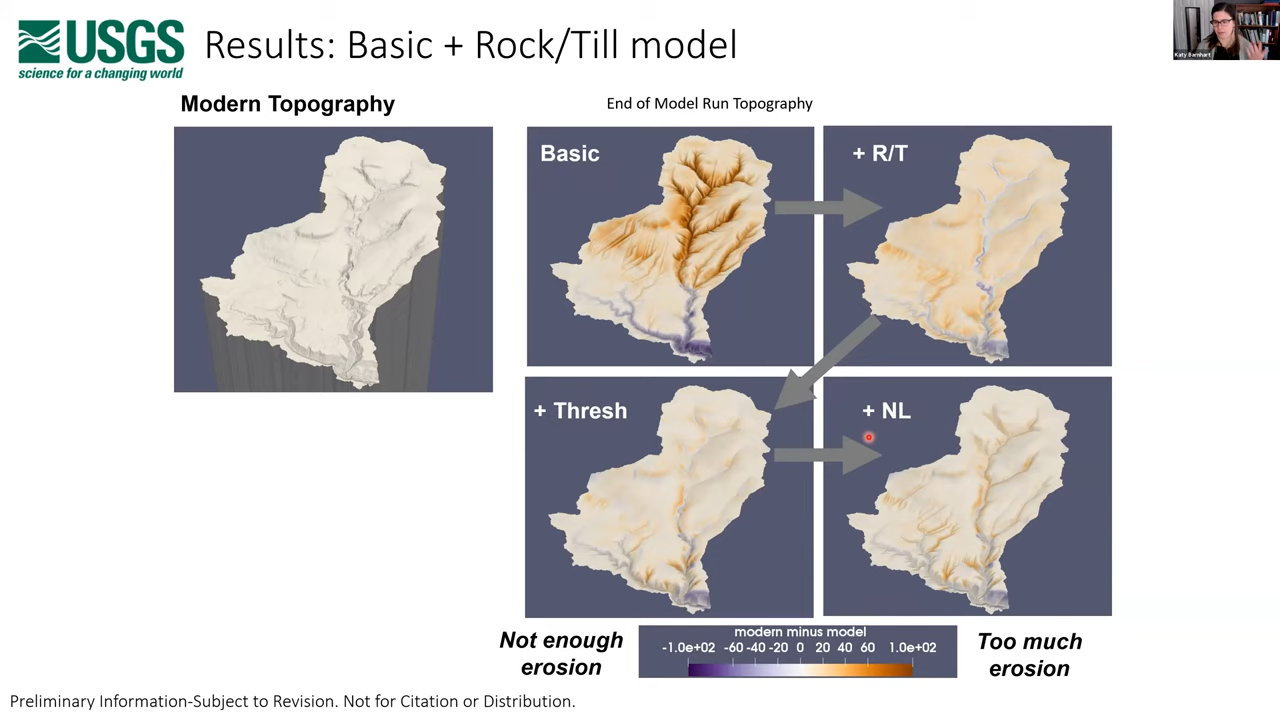 USGS
science for a changing world
Results: Basic + Rock/Till model
Katy Barnhart
Modern Topography
End of Model Run Topography
Basic
+ R/T
+ Thresh
+ NL
Not enough
erosion
modern minus model
-1.0e+02 -60 -40 -20 0 20 40 60 1.0e+02
Too much
erosion
Preliminary Information-Subject to Revision. Not for Citation or Distribution.